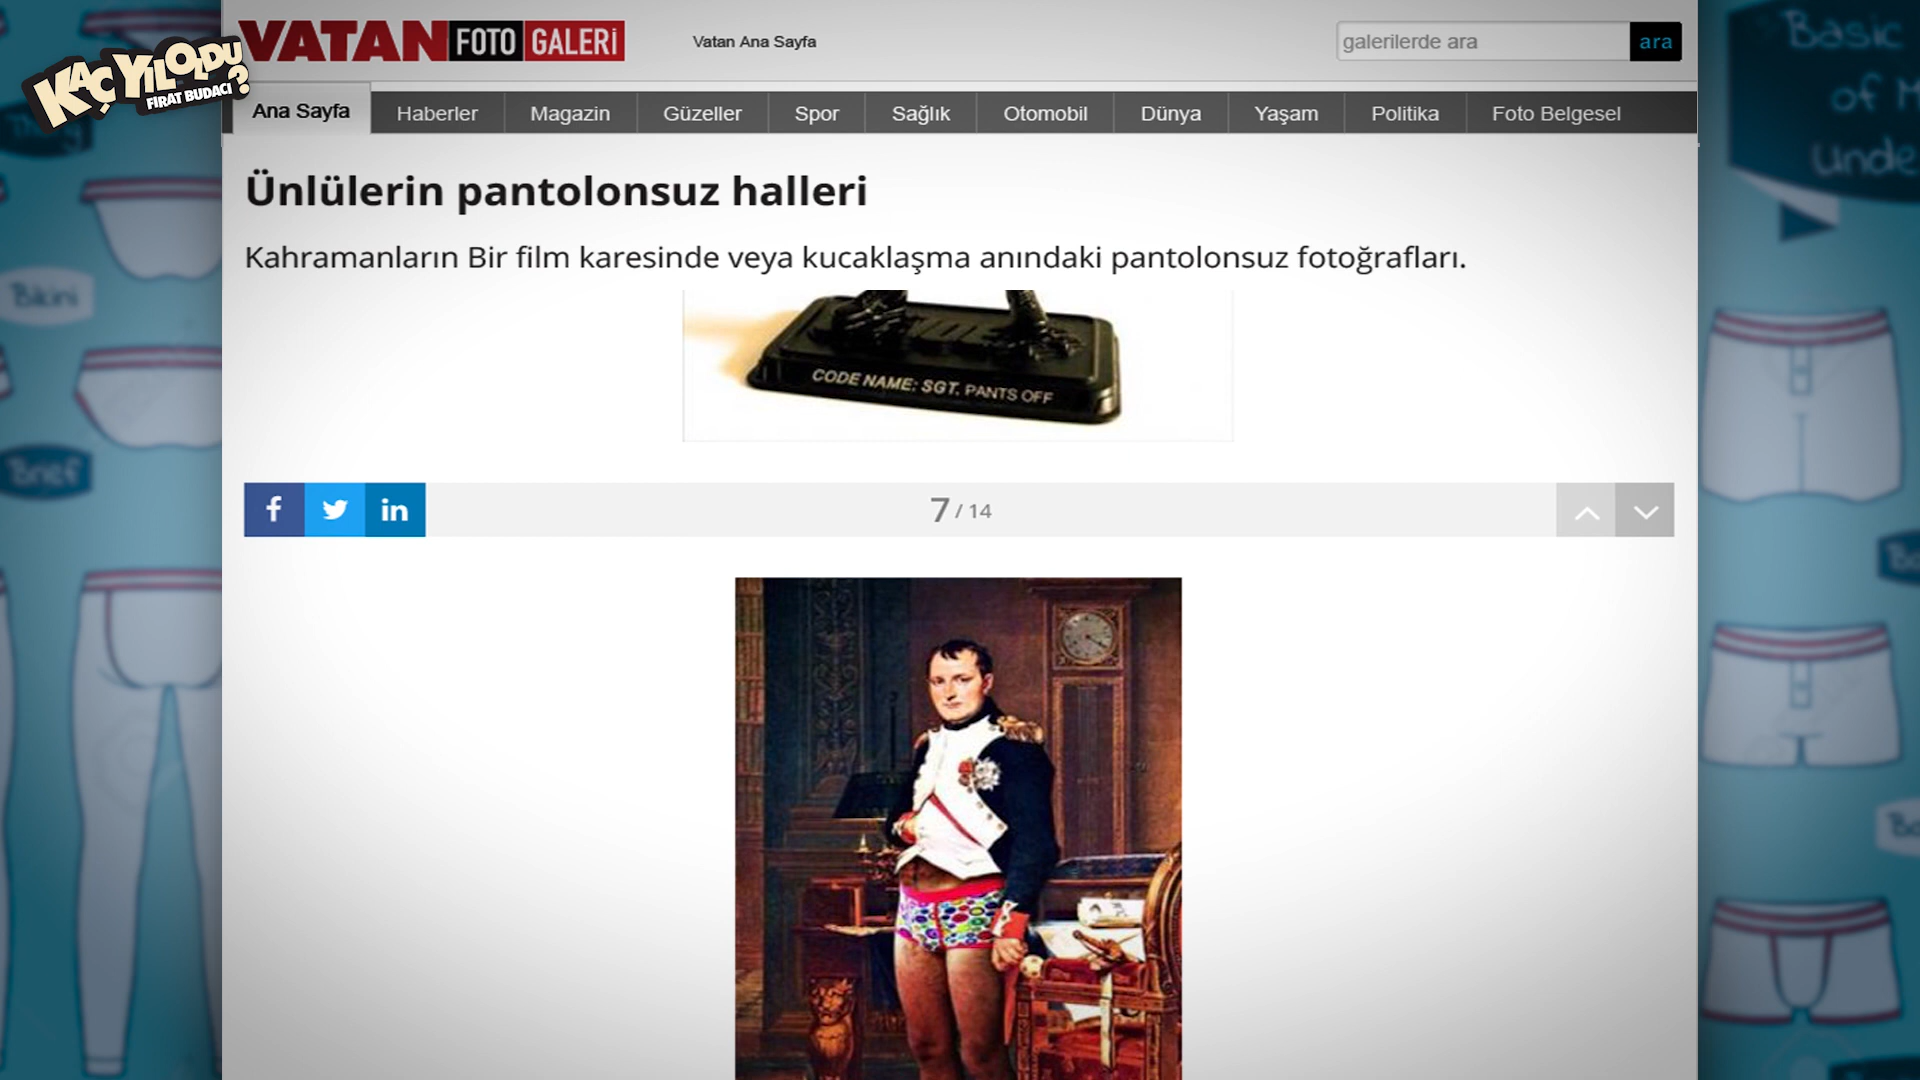 KAÇ YIL OLDU?
FIRAT BUDACI
VATAN FOTO GALERİ
Vatan Ana Sayfa
galerilerde ara
ara
Ana Sayfa
Haberler
Magazin
Güzeller
Spor
Sağlık
Otomobil
Dünya
Yaşam
Politika
Foto Belgesel
Ünlülerin pantolonsuz halleri
Kahramanların Bir film karesinde veya kucaklaşma anındaki pantolonsuz fotoğrafları.
CODE NAME: SGT. PANTS OFF
f
in
7 / 14
Basic
of
Bikini
Brief